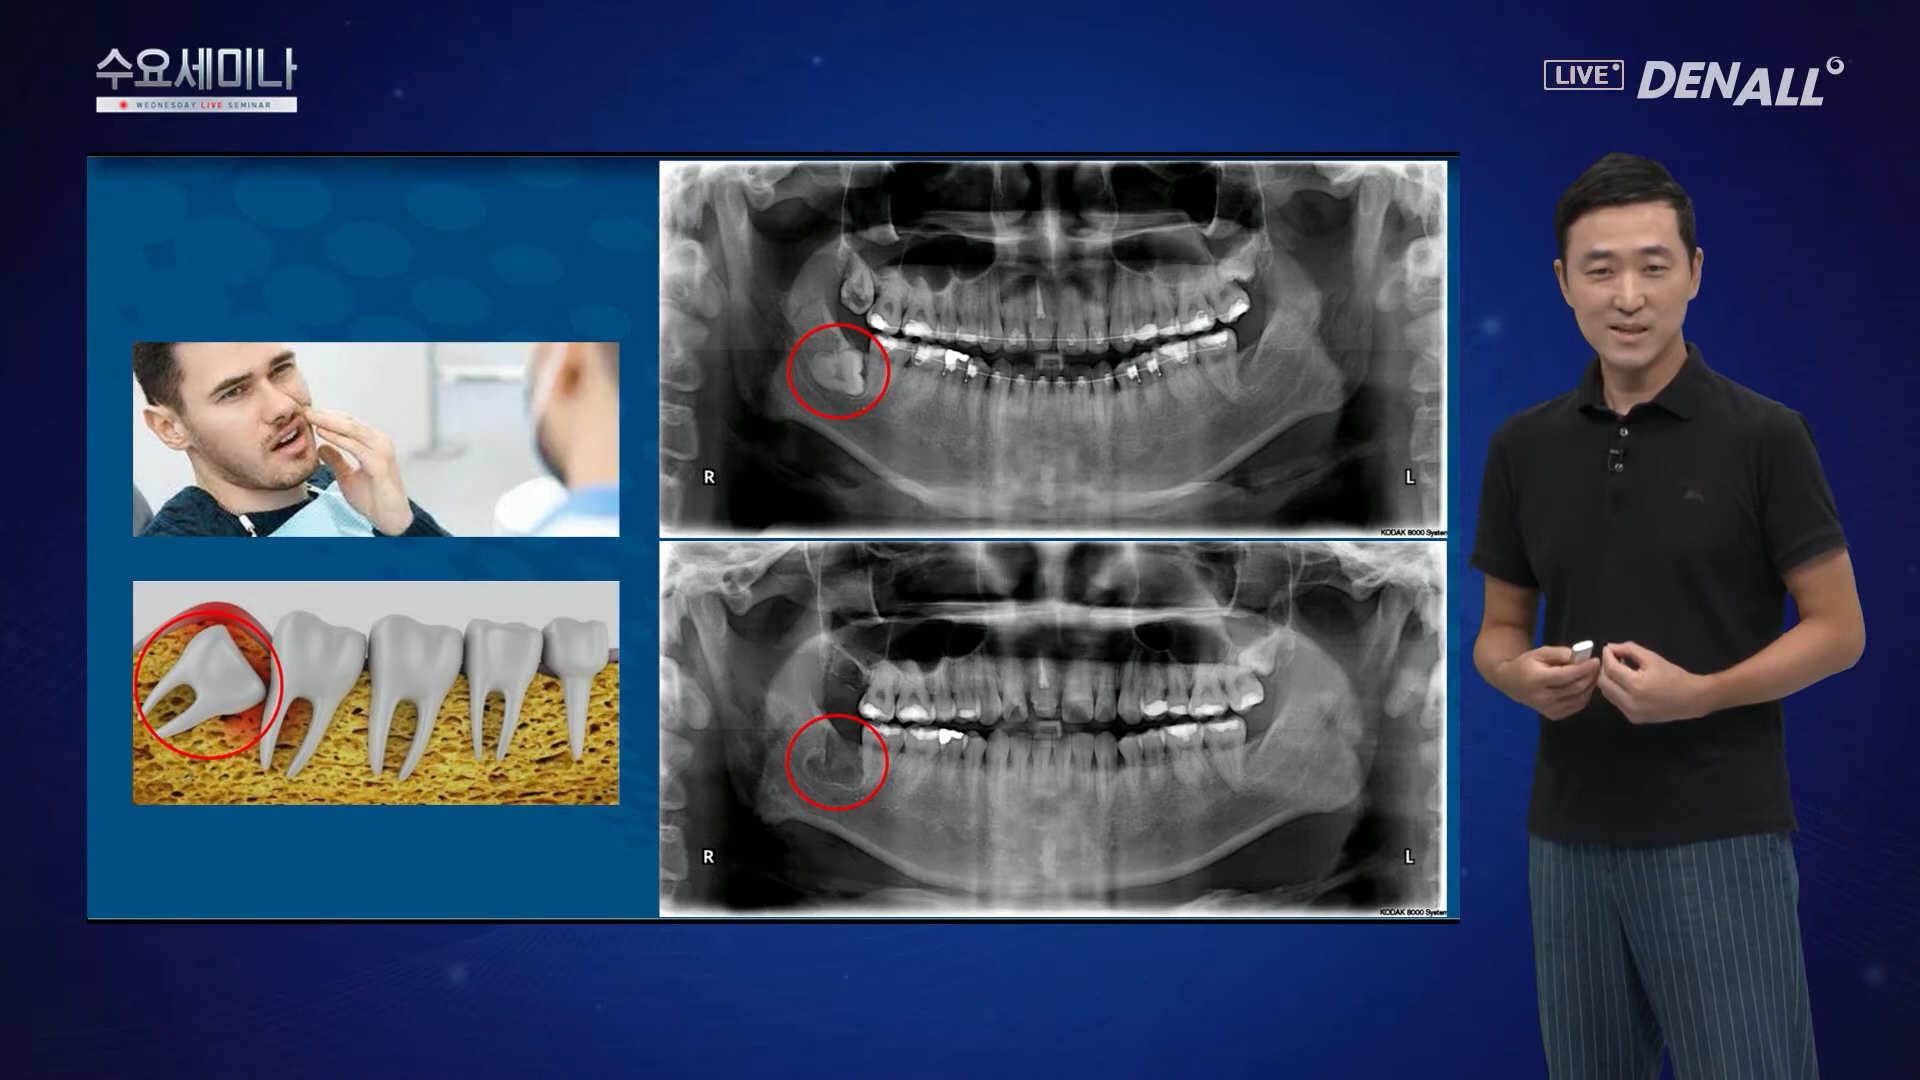 수요세미나
WEDNESDAY LIVE SEMINAR
LIVE
DENALL
R
L
KODAK 8000 System
R
L
KODAK 8000 System